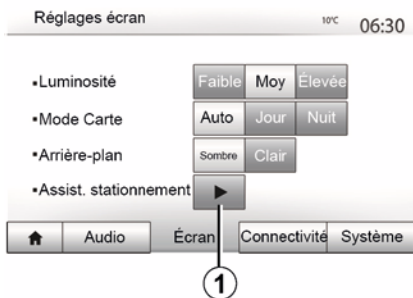 Réglages écran 10°C 06:30
▪Luminosité Faible Moy Élevée
▪Mode Carte Auto Jour Nuit
▪Arrière-plan Sombre Clair
▪Assist. stationnement
Audio Écran Connectivité Système
1